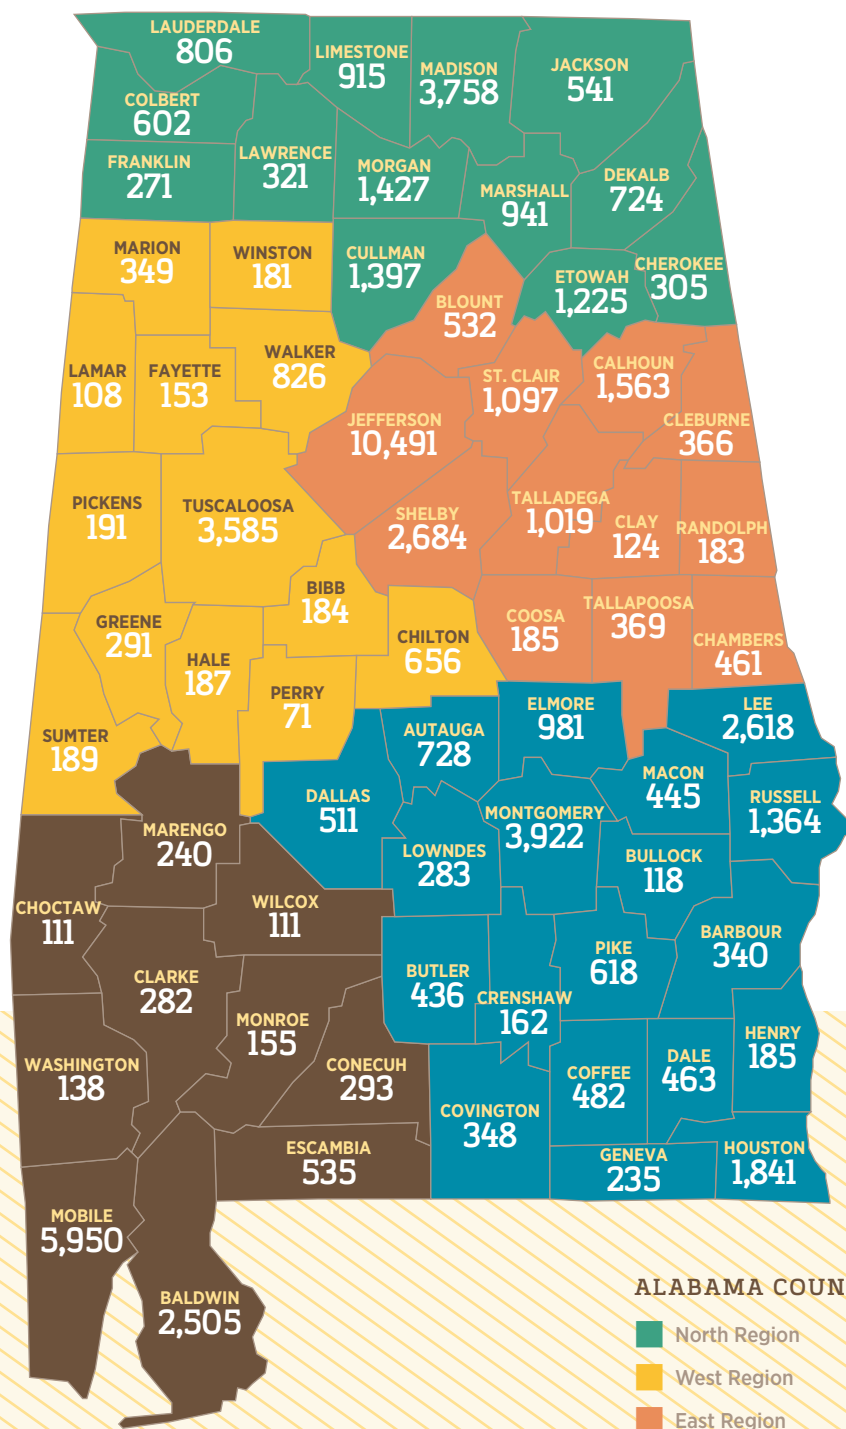 LAUDERDALE
806
LIMESTONE
915
MADISON
3,758
JACKSON
541
COLBERT
602
FRANKLIN
271
LAWRENCE
321
MORGAN
1,427
MARSHALL
941
DEKALB
724
MARION
349
WINSTON
181
CULLMAN
1,397
BLOUNT
532
ETOWAH
1,225
CHEROKEE
305
LAMAR
108
FAYETTE
153
WALKER
826
JEFFERSON
10,491
ST. CLAIR
1,097
CALHOUN
1,563
CLEBURNE
366
PICKENS
191
TUSCALOOSA
3,585
SHELBY
2,684
TALLADEGA
1,019
CLAY
124
RANDOLPH
183
GREENE
291
HALE
187
BIBB
184
CHILTON
656
COOSA
185
TALLAPOOSA
369
CHAMBERS
461
SUMTER
189
PERRY
71
AUTAUGA
728
ELMORE
981
LEE
2,618
MARENGO
240
DALLAS
511
LOWNDES
283
MONTGOMERY
3,922
MACON
445
RUSSELL
1,364
BULLOCK
118
CHOCTAW
111
WILCOX
111
CLARKE
282
BUTLER
436
CRENSHAW
162
PIKE
618
BARBOUR
340
WASHINGTON
138
MONROE
155
CONECUH
293
COVINGTON
348
COFFEE
482
DALE
463
HENRY
185
ESCAMBIA
535
GENEVA
235
HOUSTON
1,841
MOBILE
5,950
BALDWIN
2,505
ALABAMA COUN
North Region
West Region
East Region